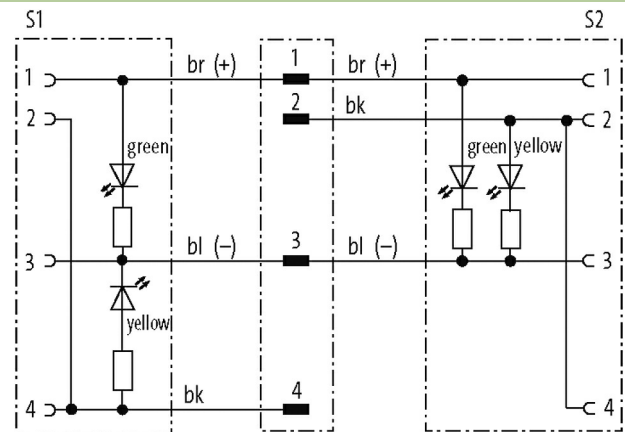 S1 S2
1 br (+) 1 br (+) 1
2 2 bk 2
green green yellow
3 bl (–) 3 bl (–) 3
yellow
4 bk 4 4